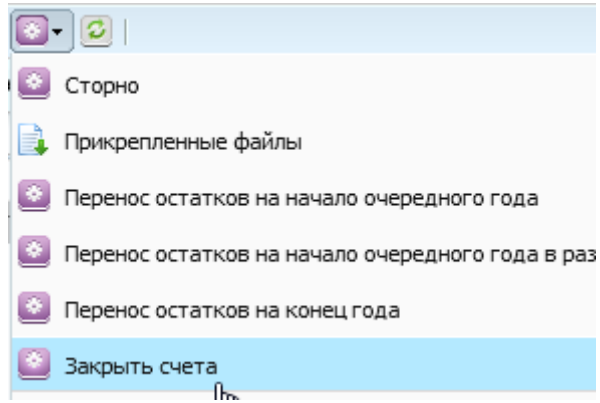 Сторно
Прикрепленные файлы
Перенос остатков на начало очередного года
Перенос остатков на начало очередного года в раз
Перенос остатков на конец года
Закрыть счета